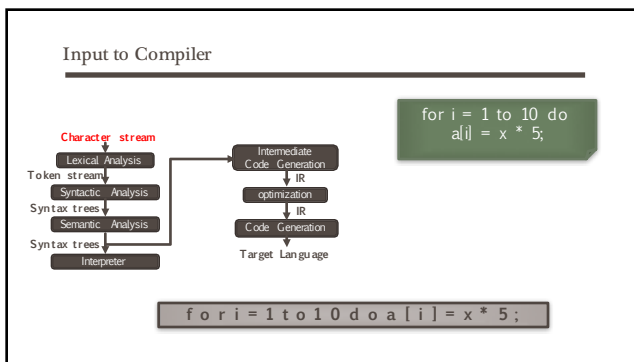 Input to Compiler
for i = 1 to 10 do
a[i] = x * 5;
Character stream
Lexical Analysis
Token stream
Syntactic Analysis
Syntax trees
Semantic Analysis
Syntax trees
Interpreter
Intermediate
Code Generation
IR
optimization
IR
Code Generation
Target Language
f o r i = 1 t o 1 0 d o a [ i ] = x * 5 ;